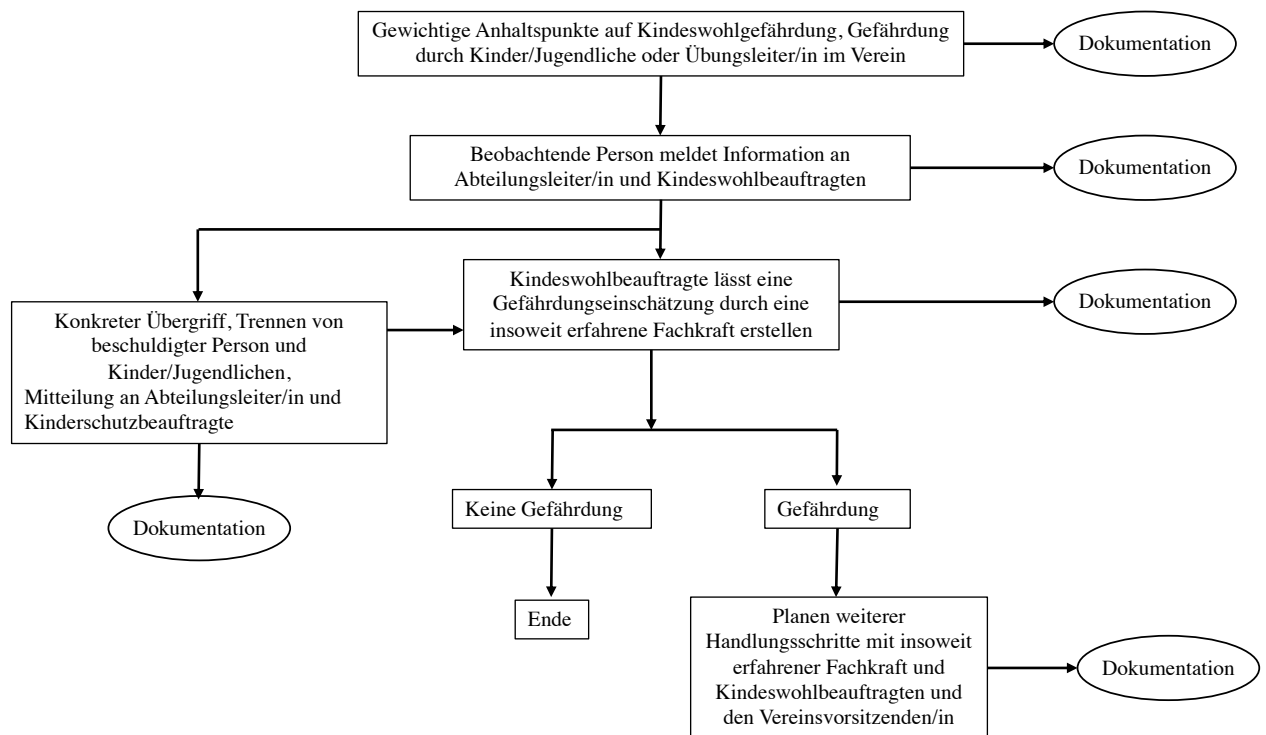 Gewichtige Anhaltspunkte auf Kindeswohlgefährdung, Gefährdung
durch Kinder/Jugendliche oder Übungsleiter/in im Verein
Dokumentation
Beobachtende Person meldet Information an
Abteilungsleiter/in und Kindeswohlbeauftragten
Dokumentation
Kindeswohlbeauftragte lässt eine
Gefährdungseinschätzung durch eine
insoweit erfahrene Fachkraft erstellen
Dokumentation
Konkreter Übergriff, Trennen von
beschuldigter Person und
Kinder/Jugendlichen,
Mitteilung an Abteilungsleiter/in und
Kinderschutzbeauftragte
Dokumentation
Keine Gefährdung
Gefährdung
Ende
Planen weiterer
Handlungsschritte mit insoweit
erfahrener Fachkraft und
Kindeswohlbeauftragten und
den Vereinsvorsitzenden/in
Dokumentation